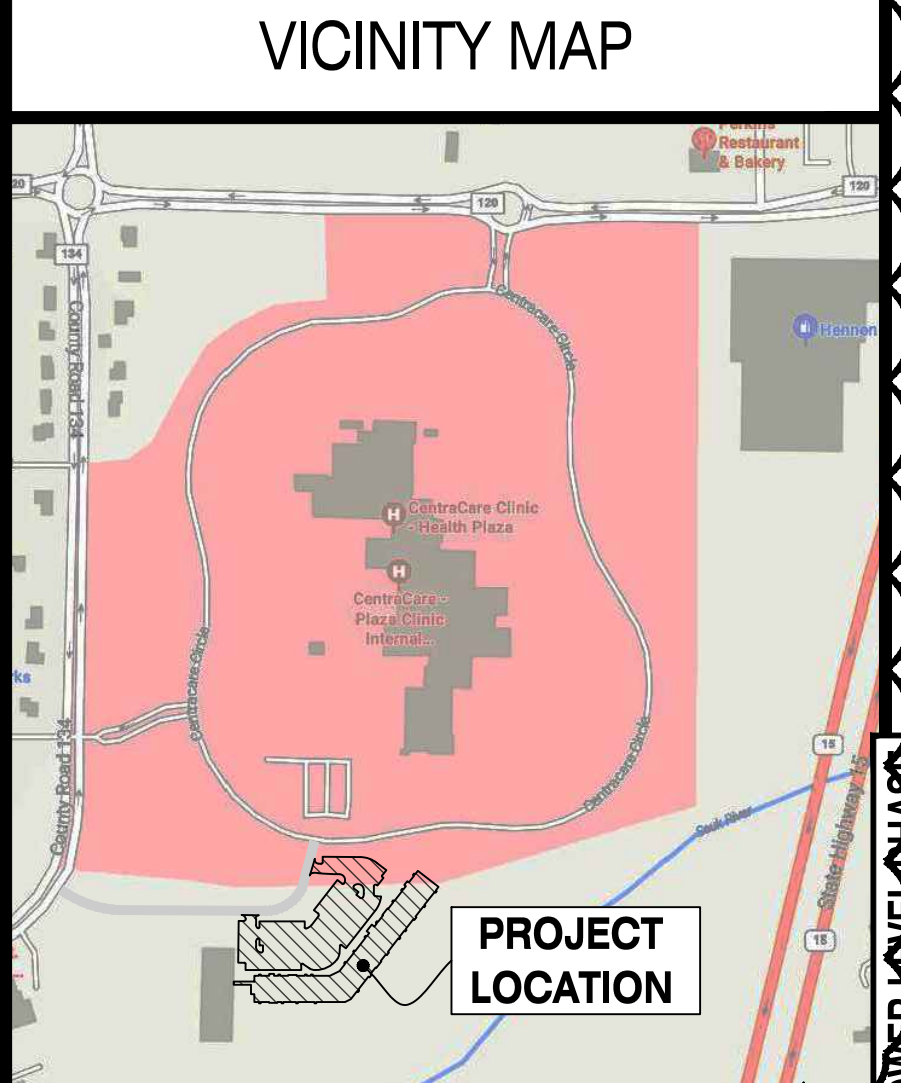 VICINITY MAP
Perkins
Restaurant
& Bakery
20
120
120
134
County Road 134
Centracare Circle
Hennen
CentraCare Clinic
- Health Plaza
CentraCare -
Plaza Clinic
Internal...
ks
Centracare Circle
County Road 134
Centracare Circle
15
Sauk River
State Highway 15
15
PROJECT
LOCATION